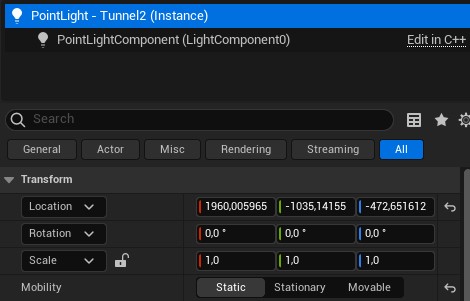 PointLight - Tunnel2 (Instance)
PointLightComponent (LightComponent0) Edit in C++
Search
General Actor Misc Rendering Streaming All
Transform
Location 1960,005965 -1035,14155 -472,651612
Rotation 0,0 ° 0,0 ° 0,0 °
Scale 1,0 1,0 1,0
Mobility Static Stationary Movable